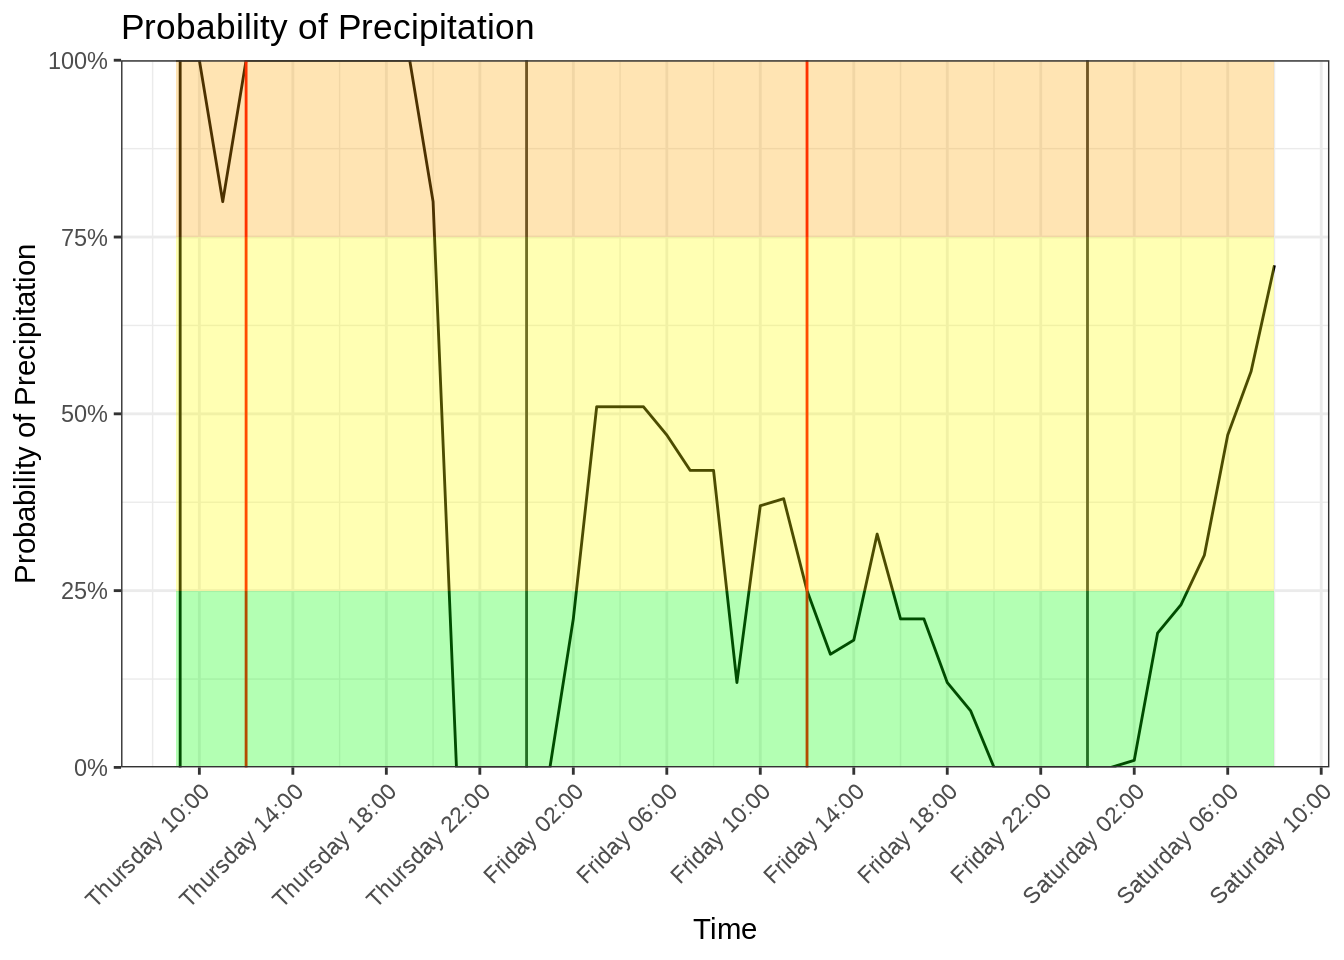 Probability of Precipitation
Probability of Precipitation
100%
75%
50%
25%
0%
Thursday 10:00
Thursday 14:00
Thursday 18:00
Thursday 22:00
Friday 02:00
Friday 06:00
Friday 10:00
Friday 14:00
Friday 18:00
Friday 22:00
Saturday 02:00
Saturday 06:00
Saturday 10:00
Time